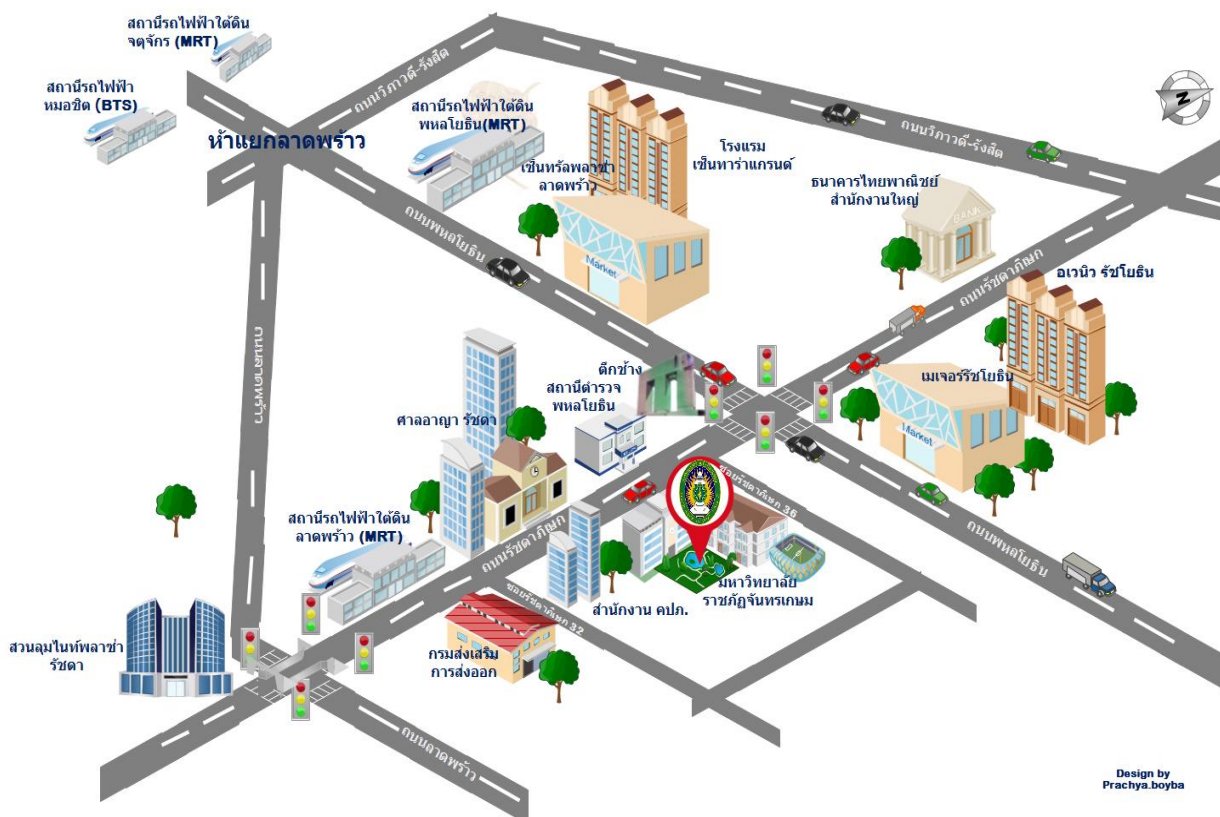 สถานีรถไฟฟ้าใต้ดิน
จตุจักร (MRT)
สถานีรถไฟฟ้า
หมอชิต (BTS)
ห้าแยกลาดพร้าว
ถนนวิภาวดี-รังสิต
สถานีรถไฟฟ้าใต้ดิน
พหลโยธิน(MRT)
เซ็นทรัลพลาซ่า
ลาดพร้าว
โรงแรม
เซ็นทาร่าแกรนด์
ถนนวิภาวดี-รังสิต
N
ธนาคารไทยพาณิชย์
สำนักงานใหญ่
BANK
ถนนพหลโยธิน
Market
ถนนรัชดาภิเษก
อเวนิว รัชโยธิน
ถนนลาดพร้าว
ตึกช้าง
สถานีตำรวจ
พหลโยธิน
เมเจอร์รัชโยธิน
Market
ศาลอาญา รัชดา
ซอยรัชดาภิเษก 36
สถานีรถไฟฟ้าใต้ดิน
ลาดพร้าว (MRT)
ถนนรัชดาภิเษก
ถนนพหลโยธิน
มหาวิทยาลัย
ราชภัฏจันทรเกษม
สำนักงาน คปภ.
ซอยรัชดาภิเษก 32
สวนลุมไนท์พลาซ่า
รัชดา
กรมส่งเสริม
การส่งออก
ถนนลาดพร้าว
Design by
Prachya.boyba